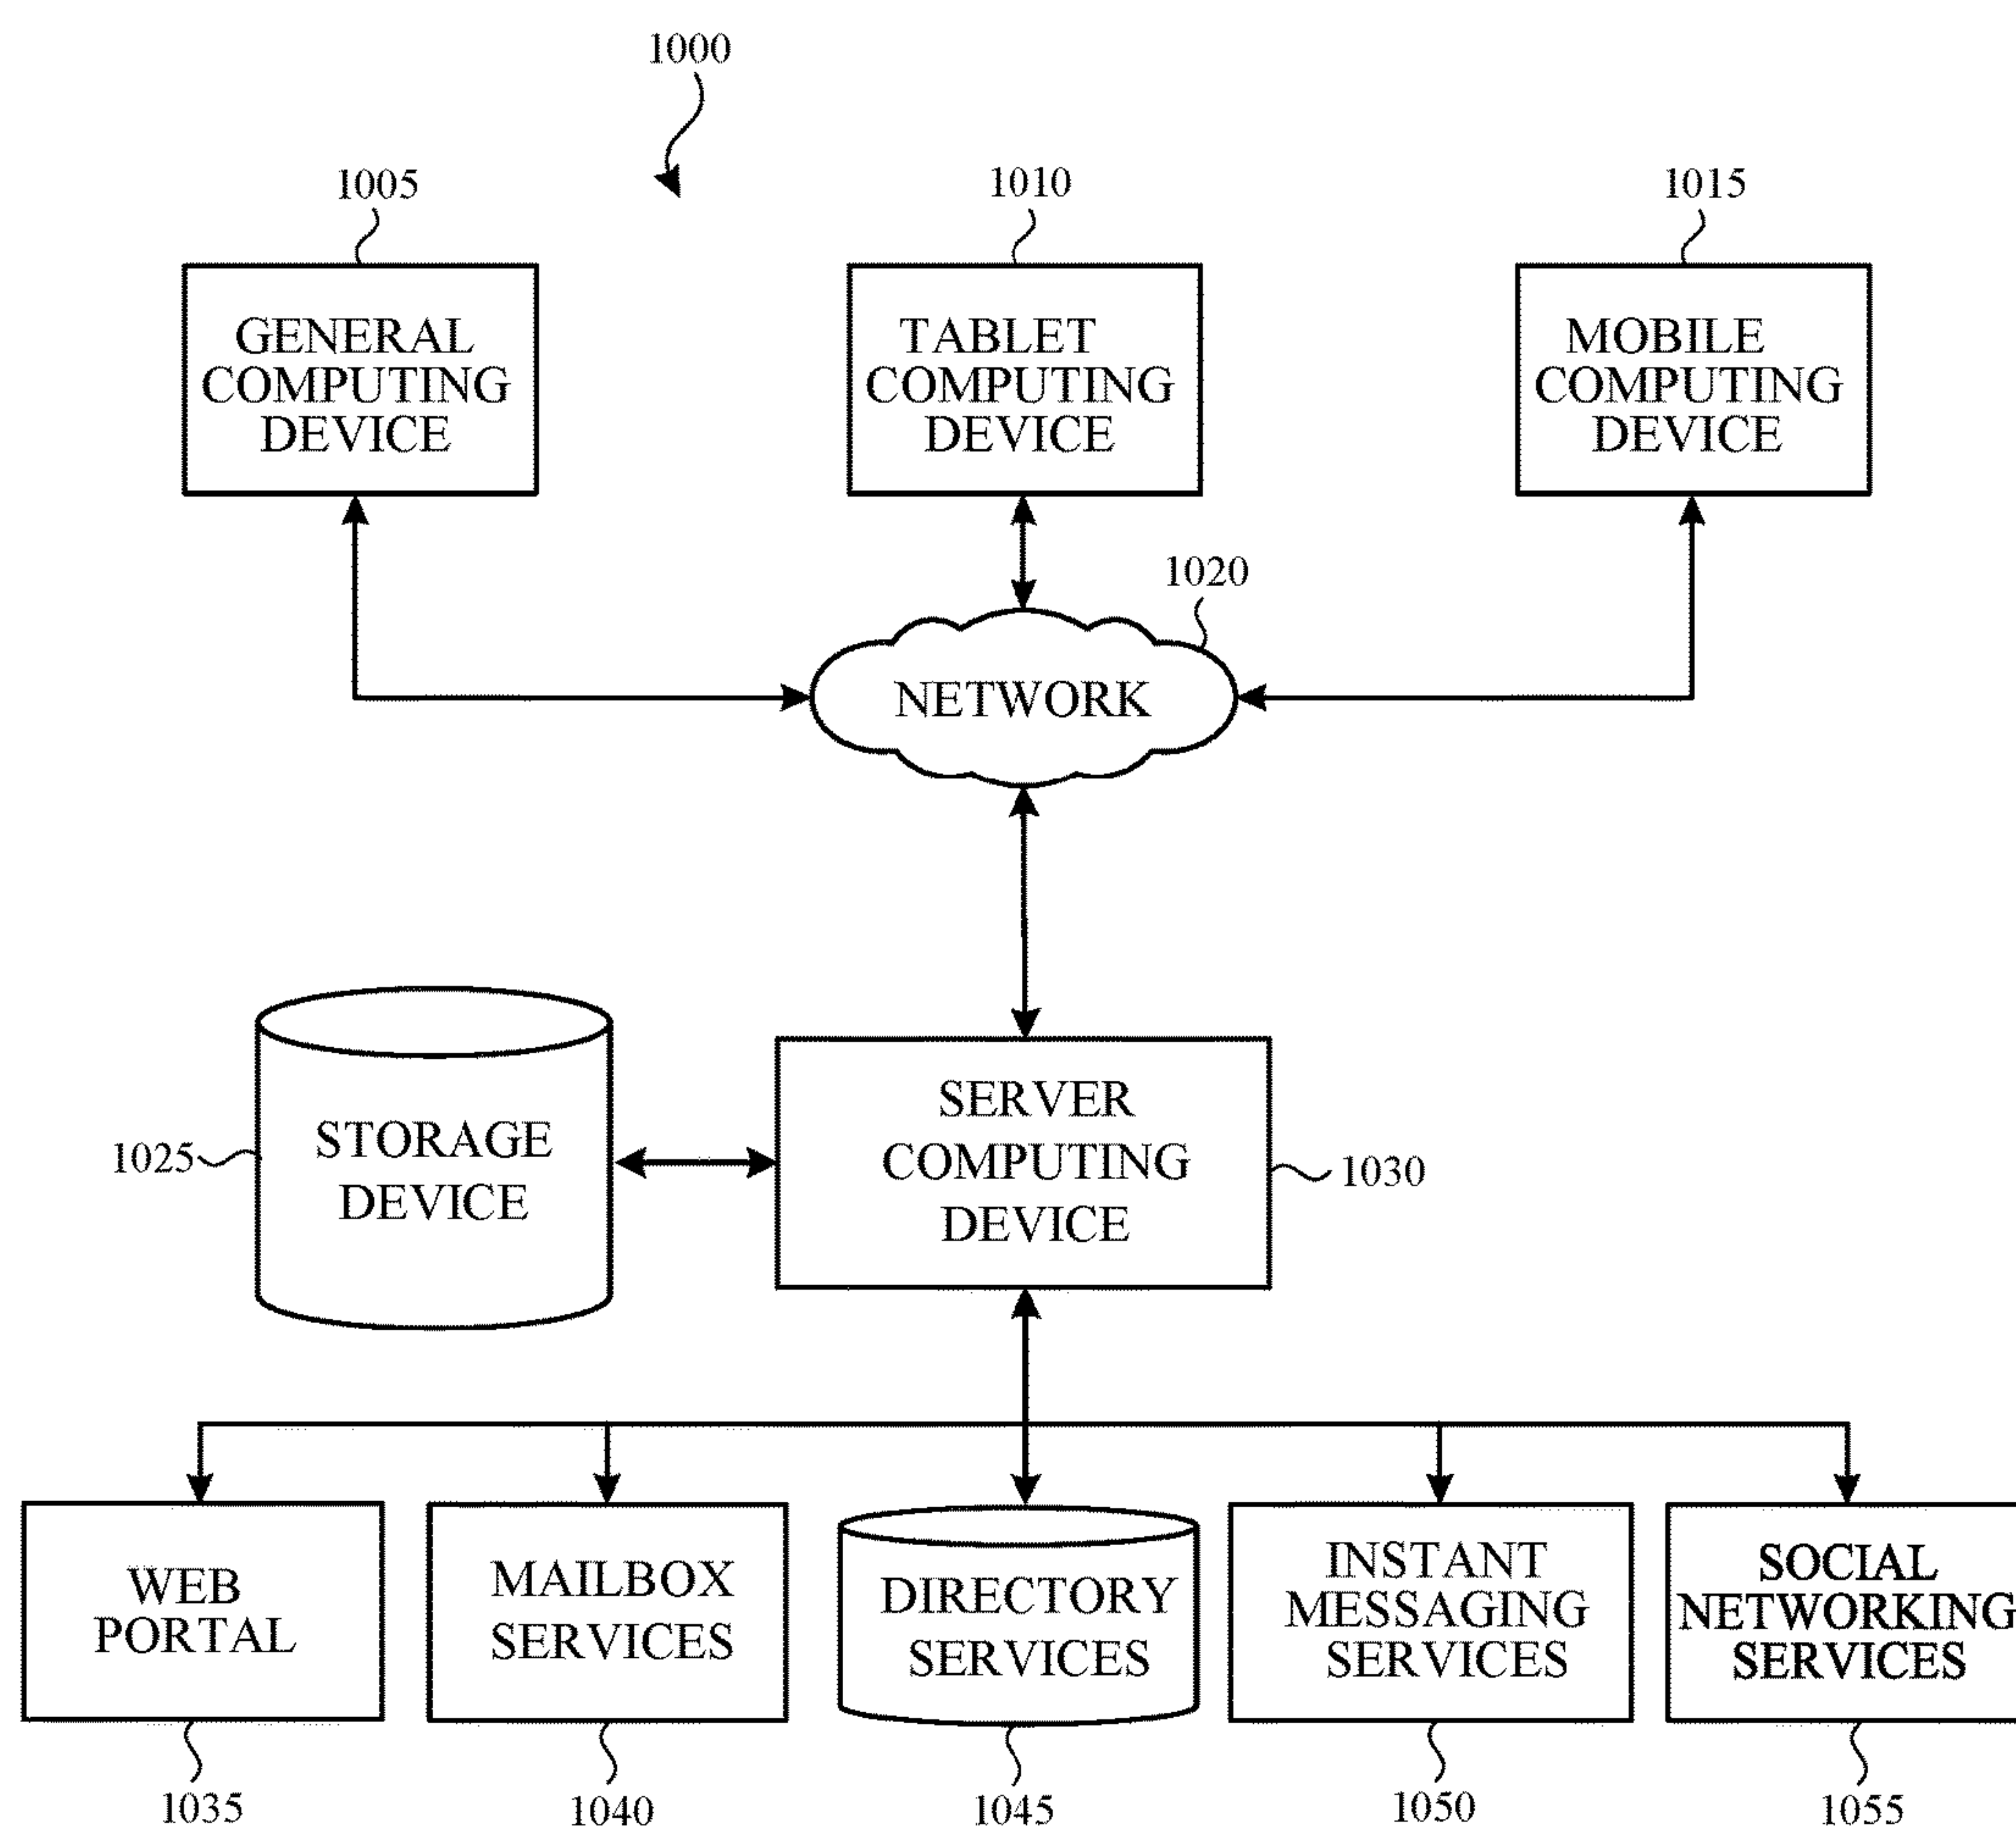 1000
1005
1010
1015
GENERAL
COMPUTING
DEVICE
TABLET
COMPUTING
DEVICE
MOBILE
COMPUTING
DEVICE
1020
NETWORK
STORAGE
DEVICE
1025
SERVER
COMPUTING
DEVICE
1030
WEB
PORTAL
MAILBOX
SERVICES
DIRECTORY
SERVICES
INSTANT
MESSAGING
SERVICES
SOCIAL
NETWORKING
SERVICES
1035
1040
1045
1050
1055